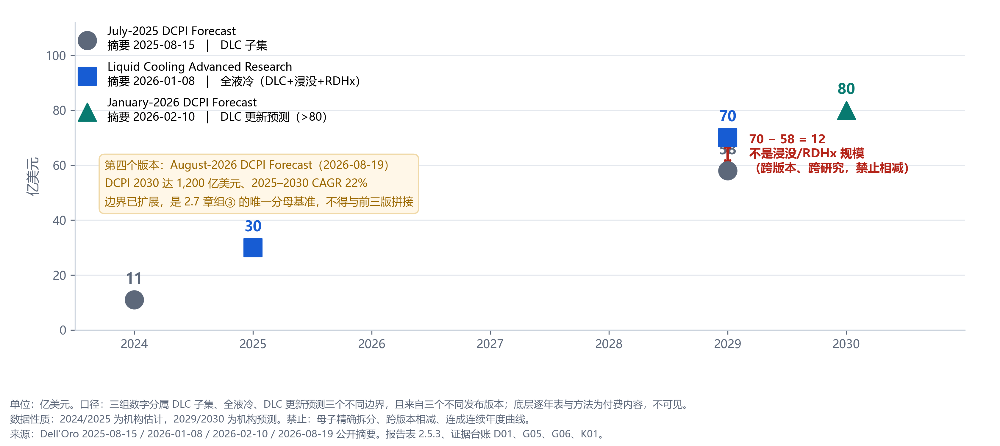 July-2025 DCPI Forecast
摘要 2025-08-15 | DLC 子集
Liquid Cooling Advanced Research
摘要 2026-01-08 | 全液冷（DLC+浸没+RDHx）
January-2026 DCPI Forecast
摘要 2026-02-10 | DLC 更新预测（>80）
亿美元
100
80
60
40
20
0
第四个版本：August-2026 DCPI Forecast（2026-08-19）
DCPI 2030 达 1,200 亿美元、2025–2030 CAGR 22%
边界已扩展，是 2.7 章组③ 的唯一分母基准，不得与前三版拼接
11
30
70
58
80
70 − 58 = 12
不是浸没/RDHx 规模
（跨版本、跨研究，禁止相减）
2024
2025
2026
2027
2028
2029
2030
单位：亿美元。口径：三组数字分属 DLC 子集、全液冷、DLC 更新预测三个不同边界，且来自三个不同发布版本；底层逐年表与方法为付费内容，不可见。
数据性质：2024/2025 为机构估计，2029/2030 为机构预测。禁止：母子精确拆分、跨版本相减、连成连续年度曲线。
来源：Dell'Oro 2025-08-15 / 2026-01-08 / 2026-02-10 / 2026-08-19 公开摘要。报告表 2.5.3、证据台账 D01、G05、G06、K01。